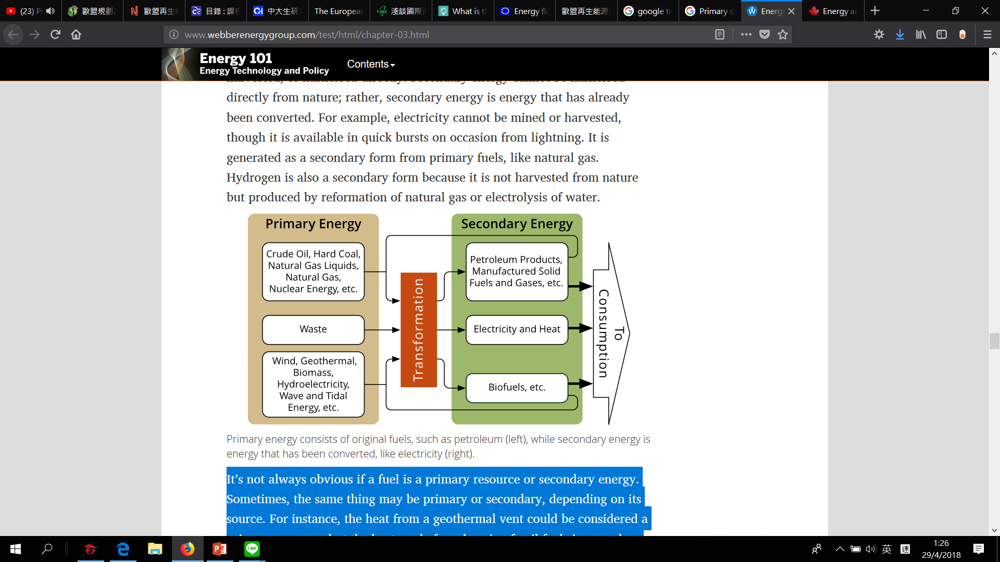 (23) Pi
歐盟規劃
歐盟再生
目錄 : 課程
中大生研
The European
淺談國際
What is t
Energy fl
歐盟再生能源
google tr
Primary s
Energy
Energy an
www.webberenergygroup.com/test/html/chapter-03.html
Energy 101
Energy Technology and Policy
Contents
directly from nature; rather, secondary energy is energy that has already
been converted. For example, electricity cannot be mined or harvested,
though it is available in quick bursts on occasion from lightning. It is
generated as a secondary form from primary fuels, like natural gas.
Hydrogen is also a secondary form because it is not harvested from nature
but produced by reformation of natural gas or electrolysis of water.
Primary Energy
Crude Oil, Hard Coal,
Natural Gas Liquids,
Natural Gas,
Nuclear Energy, etc.
Waste
Wind, Geothermal,
Biomass,
Hydroelectricity,
Wave and Tidal
Energy, etc.
Transformation
Secondary Energy
Petroleum Products,
Manufactured Solid
Fuels and Gases, etc.
Electricity and Heat
Biofuels, etc.
To
Consumption
Primary energy consists of original fuels, such as petroleum (left), while secondary energy is
energy that has been converted, like electricity (right).
It’s not always obvious if a fuel is a primary resource or secondary energy.
Sometimes, the same thing may be primary or secondary, depending on its
source. For instance, the heat from a geothermal vent could be considered a
LINE
英
速
1:26
29/4/2018